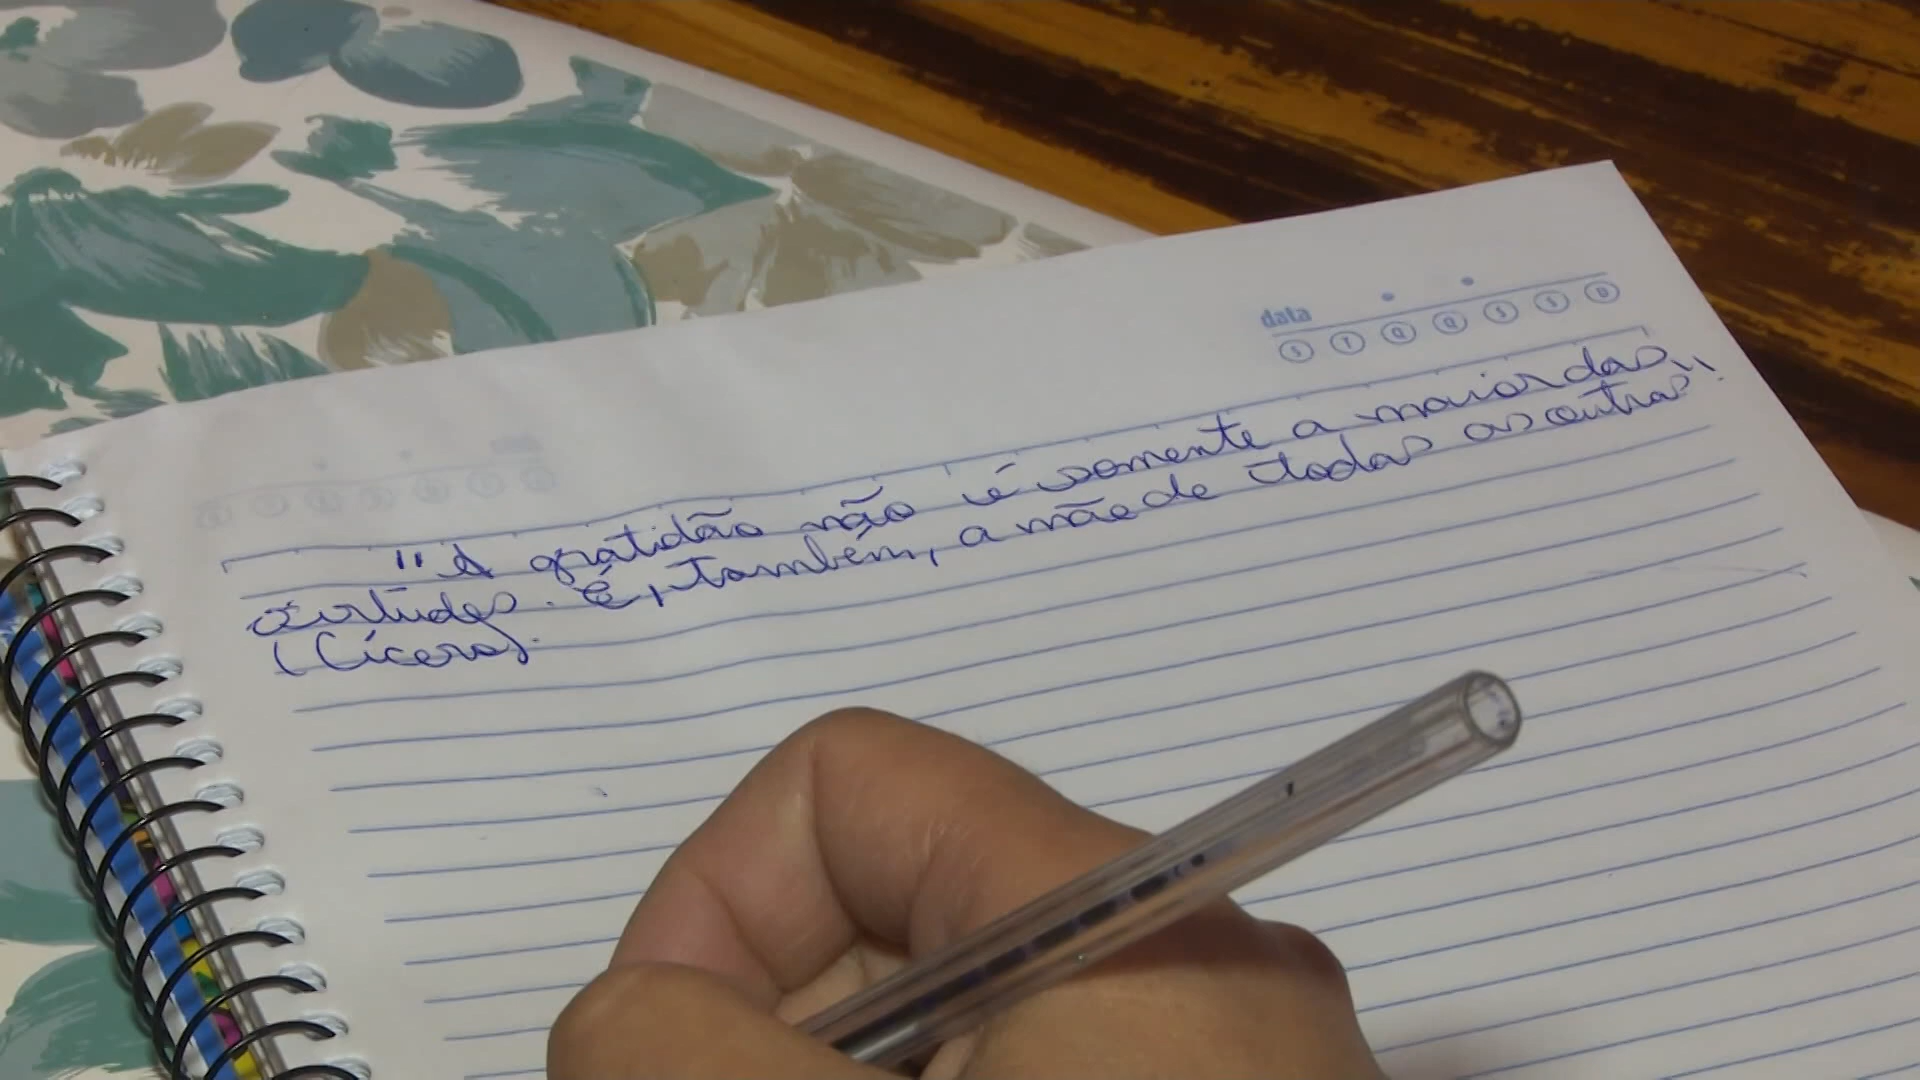 data
S T Q Q S S D
"A gratidão não é somente a maior das
virtudes. É, também, a mãe de todas as outras".
(Cícero).